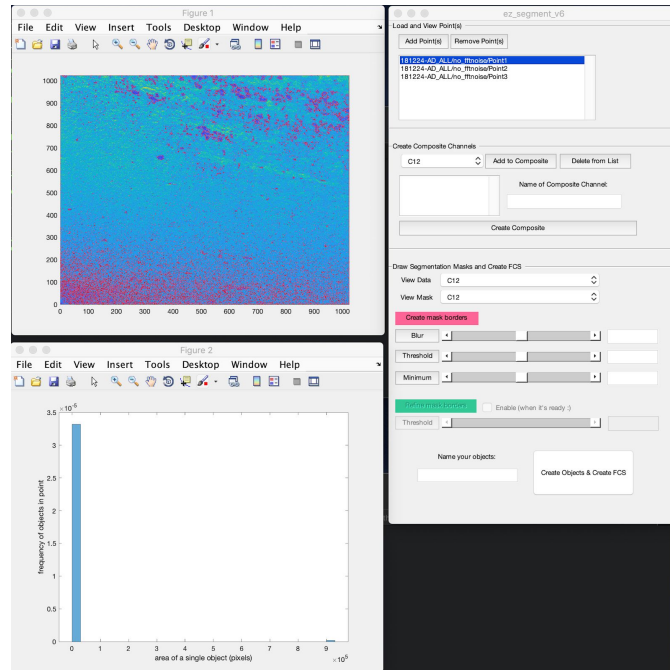 Figure 1
File Edit View Insert Tools Desktop Window Help
1000
900
800
700
600
500
400
300
200
100
0
0 100 200 300 400 500 600 700 800 900 1000
Figure 2
File Edit View Insert Tools Desktop Window Help
×10-6
3.5
3
2.5
2
1.5
1
0.5
0
frequency of objects in point
0 1 2 3 4 5 6 7 8 9
area of a single object (pixels)
×105
ez_segment_v6
Load and View Point(s)
Add Point(s) Remove Point(s)
181224-AD_ALL/no_fftnoise/Point1
181224-AD_ALL/no_fftnoise/Point2
181224-AD_ALL/no_fftnoise/Point3
Create Composite Channels
C12 Add to Composite Delete from List
Name of Composite Channel:
Create Composite
Draw Segmentation Masks and Create FCS
View Data C12
View Mask C12
Create mask borders
Blur
Threshold
Minimum
Refine mask borders Enable (when it's ready :)
Threshold
Name your objects:
Create Objects & Create FCS